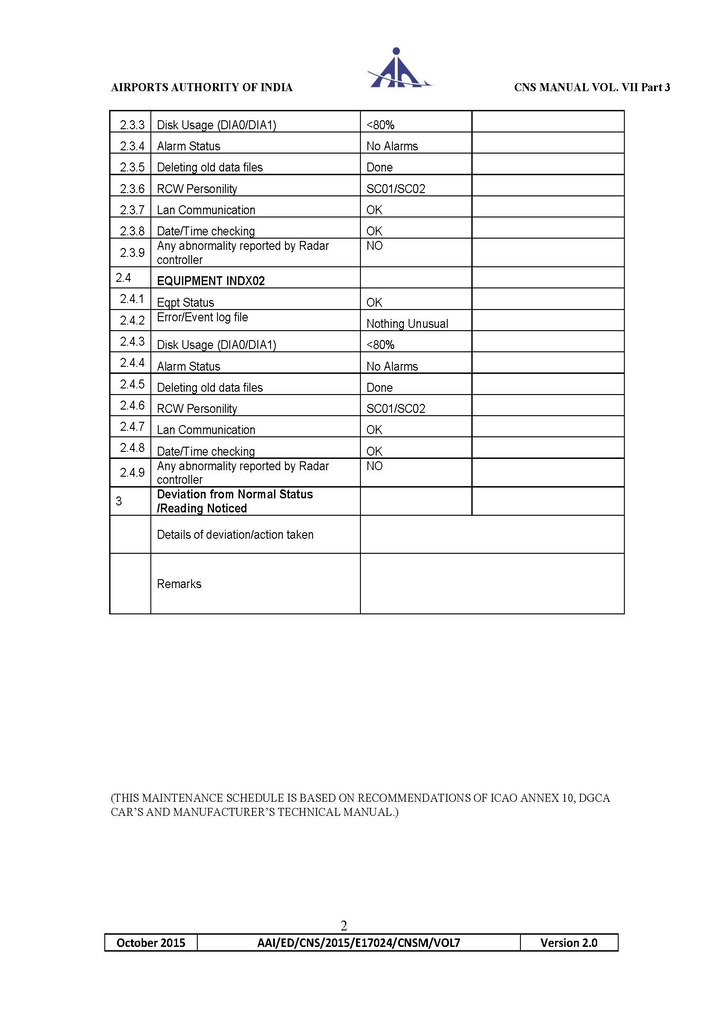 AIRPORTS AUTHORITY OF INDIA CNS MANUAL VOL. VII Part 3
2.3.3 Disk Usage (DIA0/DIA1) <80%
2.3.4 Alarm Status No Alarms
2.3.5 Deleting old data files Done
2.3.6 RCW Personility SC01/SC02
2.3.7 Lan Communication OK
2.3.8 Date/Time checking OK
2.3.9 Any abnormality reported by Radar NO
controller
2.4 EQUIPMENT INDX02
2.4.1 Eqpt Status OK
2.4.2 Error/Event log file Nothing Unusual
2.4.3 Disk Usage (DIA0/DIA1) <80%
2.4.4 Alarm Status No Alarms
2.4.5 Deleting old data files Done
2.4.6 RCW Personility SC01/SC02
2.4.7 Lan Communication OK
2.4.8 Date/Time checking OK
2.4.9 Any abnormality reported by Radar NO
controller
3 Deviation from Normal Status
/Reading Noticed
Details of deviation/action taken
Remarks
(THIS MAINTENANCE SCHEDULE IS BASED ON RECOMMENDATIONS OF ICAO ANNEX 10, DGCA
CAR’S AND MANUFACTURER’S TECHNICAL MANUAL.)
2
October 2015 AAI/ED/CNS/2015/E17024/CNSM/VOL7 Version 2.0